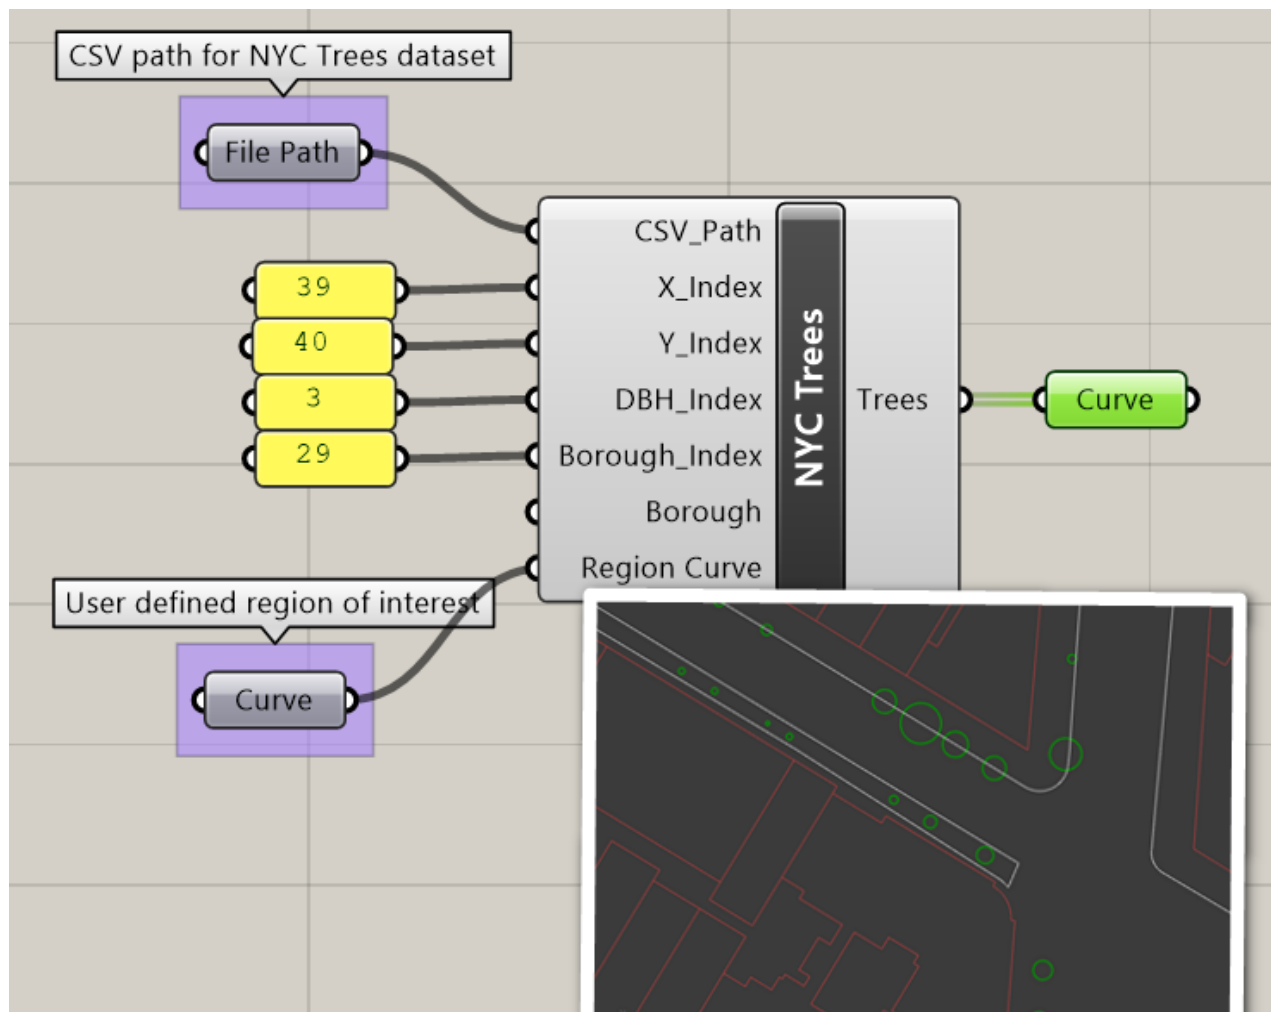 CSV path for NYC Trees dataset
File Path
39
40
3
29
CSV_Path
X_Index
Y_Index
DBH_Index
Borough_Index
Borough
Region Curve
NYC Trees
Trees
Curve
User defined region of interest
Curve